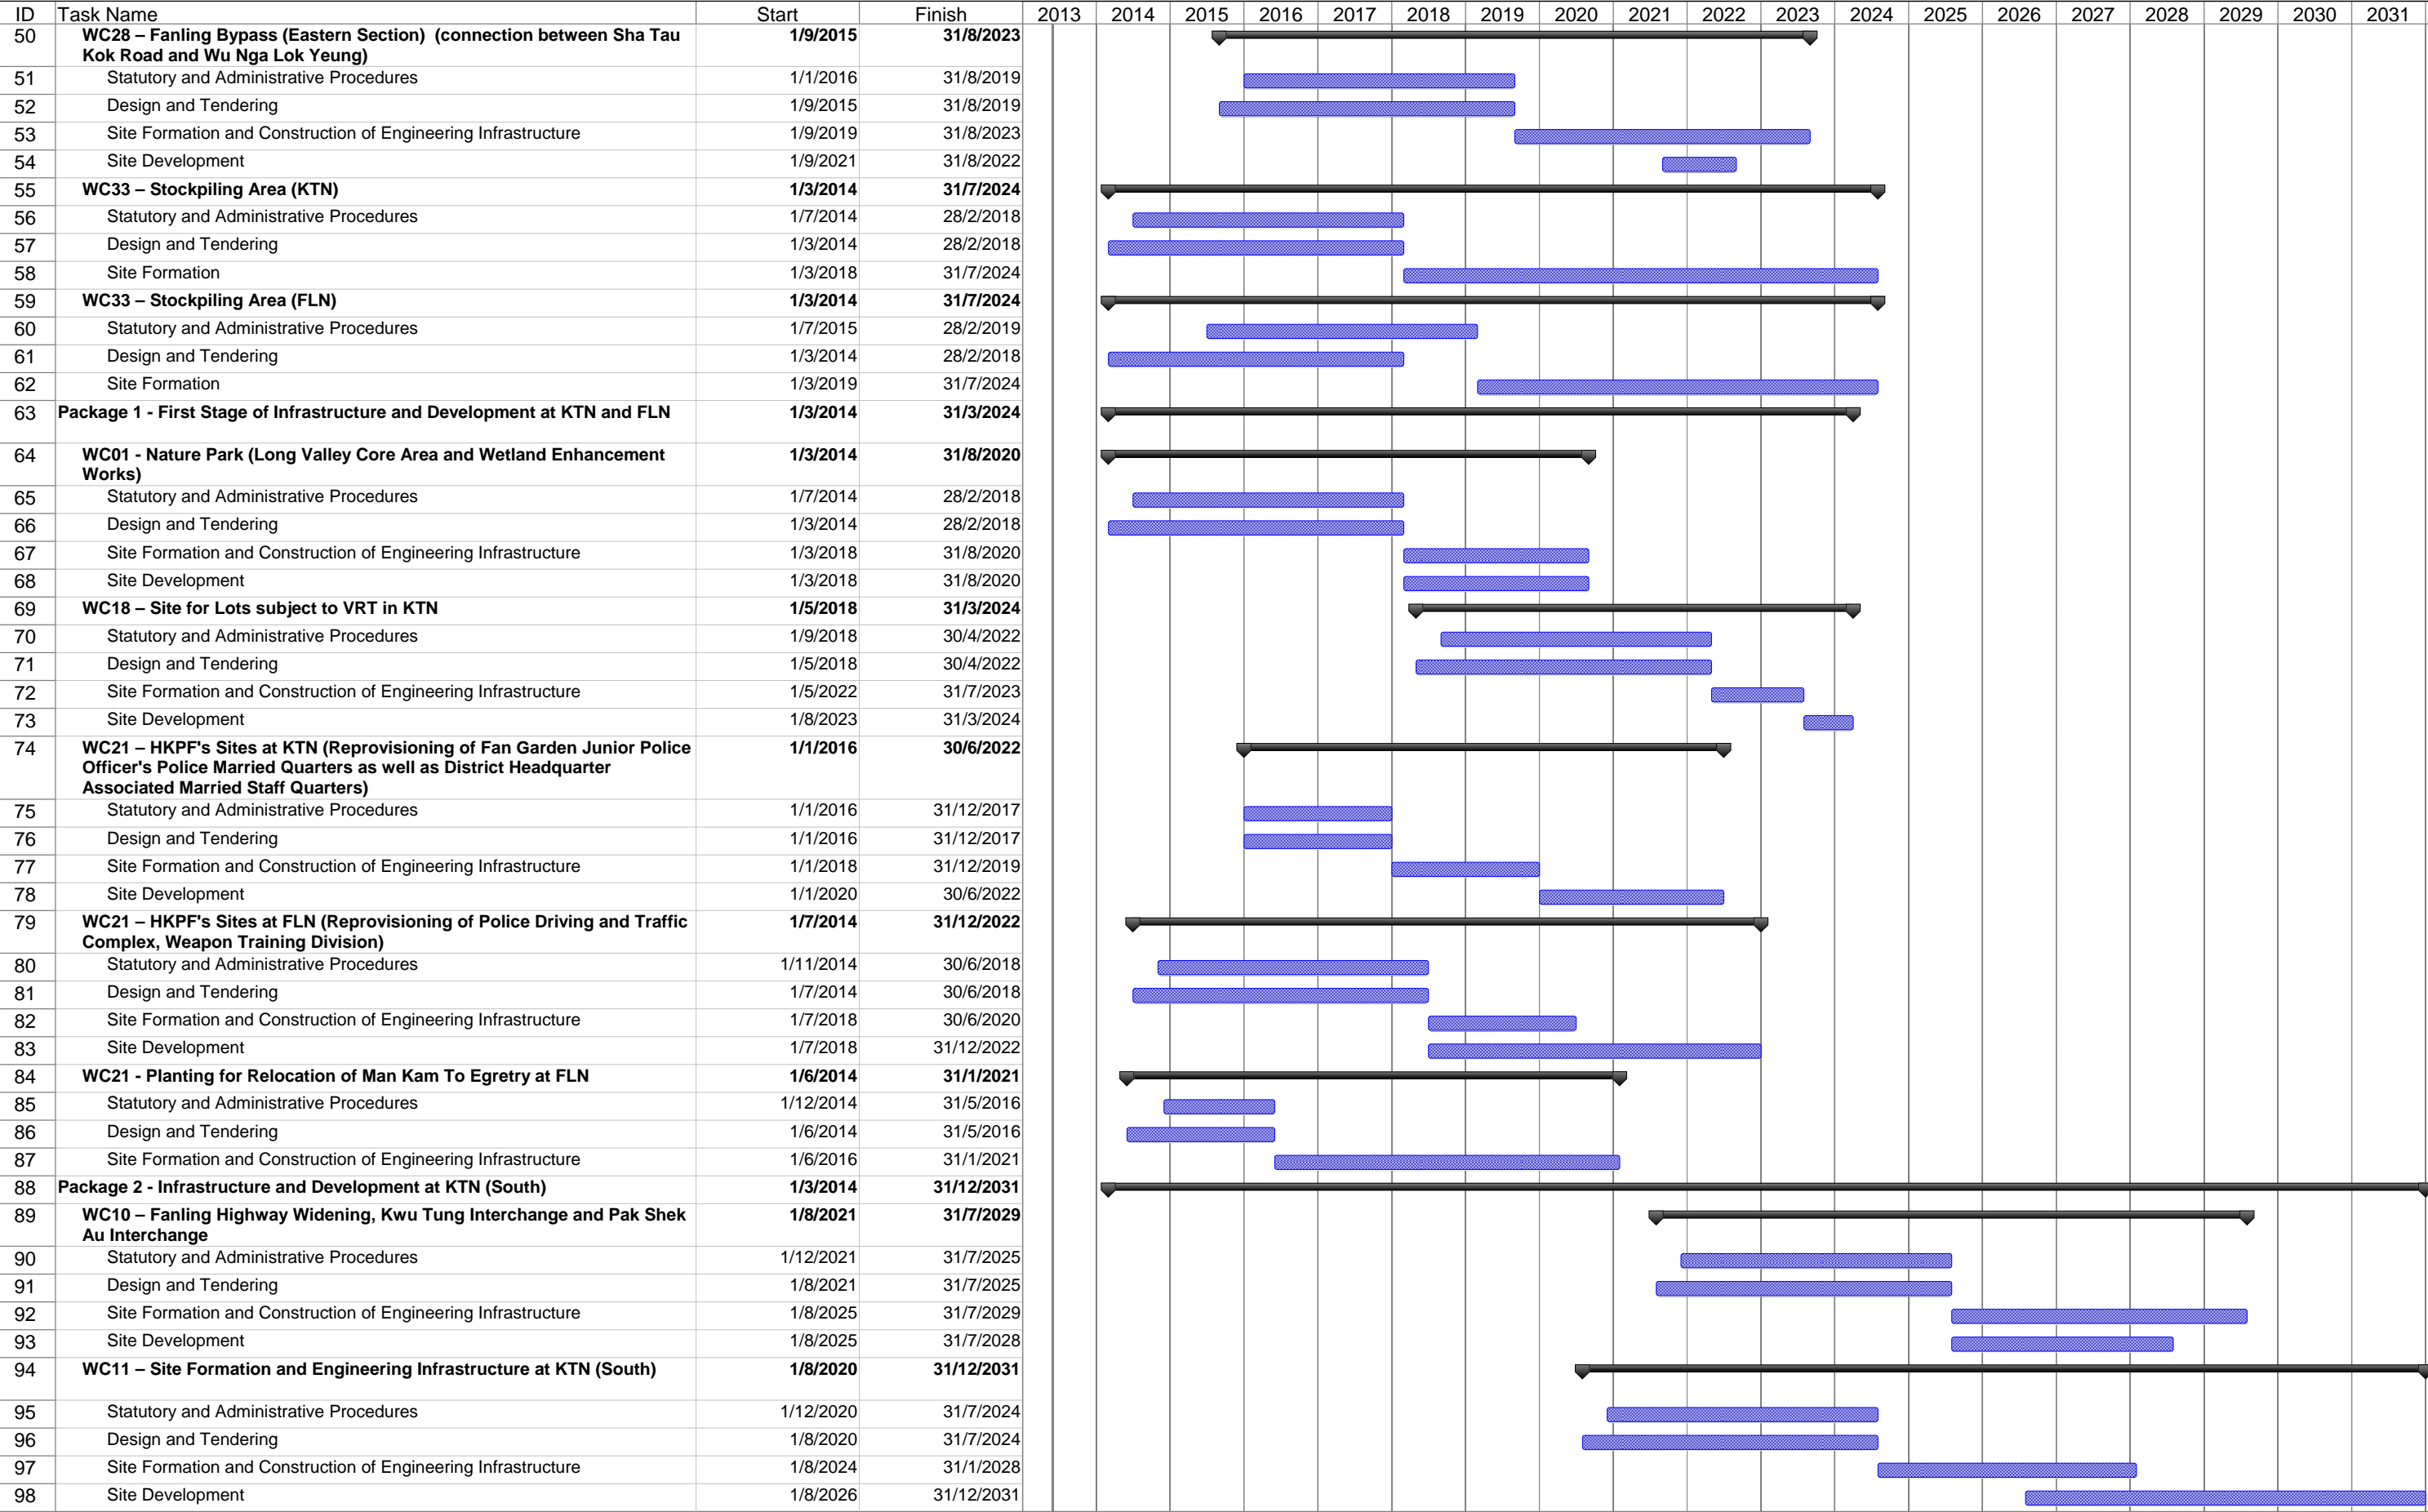 ID Task Name Start Finish 2013 2014 2015 2016 2017 2018 2019 2020 2021 2022 2023 2024 2025 2026 2027 2028 2029 2030 2031
50 WC28 – Fanling Bypass (Eastern Section) (connection between Sha Tau 1/9/2015 31/8/2023
Kok Road and Wu Nga Lok Yeung)
51 Statutory and Administrative Procedures 1/1/2016 31/8/2019
52 Design and Tendering 1/9/2015 31/8/2019
53 Site Formation and Construction of Engineering Infrastructure 1/9/2019 31/8/2023
54 Site Development 1/9/2021 31/8/2022
55 WC33 – Stockpiling Area (KTN) 1/3/2014 31/7/2024
56 Statutory and Administrative Procedures 1/7/2014 28/2/2018
57 Design and Tendering 1/3/2014 28/2/2018
58 Site Formation 1/3/2018 31/7/2024
59 WC33 – Stockpiling Area (FLN) 1/3/2014 31/7/2024
60 Statutory and Administrative Procedures 1/7/2015 28/2/2019
61 Design and Tendering 1/3/2014 28/2/2018
62 Site Formation 1/3/2019 31/7/2024
63 Package 1 - First Stage of Infrastructure and Development at KTN and FLN 1/3/2014 31/3/2024
64 WC01 - Nature Park (Long Valley Core Area and Wetland Enhancement 1/3/2014 31/8/2020
Works)
65 Statutory and Administrative Procedures 1/7/2014 28/2/2018
66 Design and Tendering 1/3/2014 28/2/2018
67 Site Formation and Construction of Engineering Infrastructure 1/3/2018 31/8/2020
68 Site Development 1/3/2018 31/8/2020
69 WC18 – Site for Lots subject to VRT in KTN 1/5/2018 31/3/2024
70 Statutory and Administrative Procedures 1/9/2018 30/4/2022
71 Design and Tendering 1/5/2018 30/4/2022
72 Site Formation and Construction of Engineering Infrastructure 1/5/2022 31/7/2023
73 Site Development 1/8/2023 31/3/2024
74 WC21 – HKPF's Sites at KTN (Reprovisioning of Fan Garden Junior Police 1/1/2016 30/6/2022
Officer's Police Married Quarters as well as District Headquarter
Associated Married Staff Quarters)
75 Statutory and Administrative Procedures 1/1/2016 31/12/2017
76 Design and Tendering 1/1/2016 31/12/2017
77 Site Formation and Construction of Engineering Infrastructure 1/1/2018 31/12/2019
78 Site Development 1/1/2020 30/6/2022
79 WC21 – HKPF's Sites at FLN (Reprovisioning of Police Driving and Traffic 1/7/2014 31/12/2022
Complex, Weapon Training Division)
80 Statutory and Administrative Procedures 1/11/2014 30/6/2018
81 Design and Tendering 1/7/2014 30/6/2018
82 Site Formation and Construction of Engineering Infrastructure 1/7/2018 30/6/2020
83 Site Development 1/7/2018 31/12/2022
84 WC21 - Planting for Relocation of Man Kam To Egretry at FLN 1/6/2014 31/1/2021
85 Statutory and Administrative Procedures 1/12/2014 31/5/2016
86 Design and Tendering 1/6/2014 31/5/2016
87 Site Formation and Construction of Engineering Infrastructure 1/6/2016 31/1/2021
88 Package 2 - Infrastructure and Development at KTN (South) 1/3/2014 31/12/2031
89 WC10 – Fanling Highway Widening, Kwu Tung Interchange and Pak Shek 1/8/2021 31/7/2029
Au Interchange
90 Statutory and Administrative Procedures 1/12/2021 31/7/2025
91 Design and Tendering 1/8/2021 31/7/2025
92 Site Formation and Construction of Engineering Infrastructure 1/8/2025 31/7/2029
93 Site Development 1/8/2025 31/7/2028
94 WC11 – Site Formation and Engineering Infrastructure at KTN (South) 1/8/2020 31/12/2031
95 Statutory and Administrative Procedures 1/12/2020 31/7/2024
96 Design and Tendering 1/8/2020 31/7/2024
97 Site Formation and Construction of Engineering Infrastructure 1/8/2024 31/1/2028
98 Site Development 1/8/2026 31/12/2031